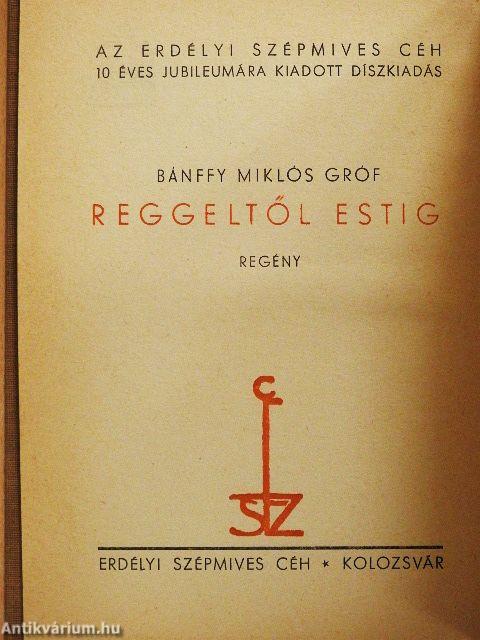 AZ ERDÉLYI SZÉPMIVES CÉH
10 ÉVES JUBILEUMÁRA KIADOTT DÍSZKIADÁS
BÁNFFY MIKLÓS GRÓF
REGGELTŐL ESTIG
REGÉNY
C
SZ
ERDÉLYI SZÉPMIVES CÉH * KOLOZSVÁR
Antikvárium.hu